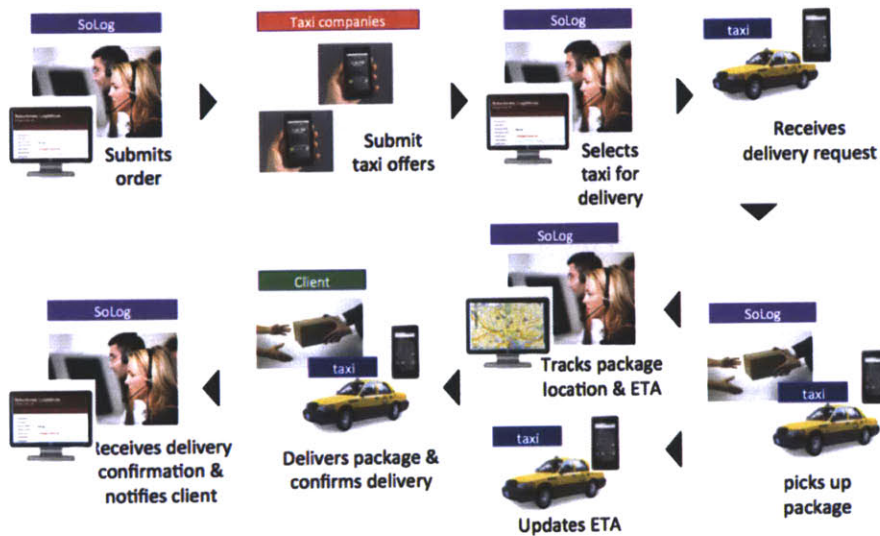 SoLog
Submits
order
Taxi companies
Submit
taxi offers
SoLog
Selects
taxi for
delivery
taxi
Receives
delivery request
SoLog
taxi
picks up
package
SoLog
Tracks package
location & ETA
taxi
Updates ETA
Client
taxi
Delivers package &
confirms delivery
SoLog
Receives delivery
confirmation &
notifies client